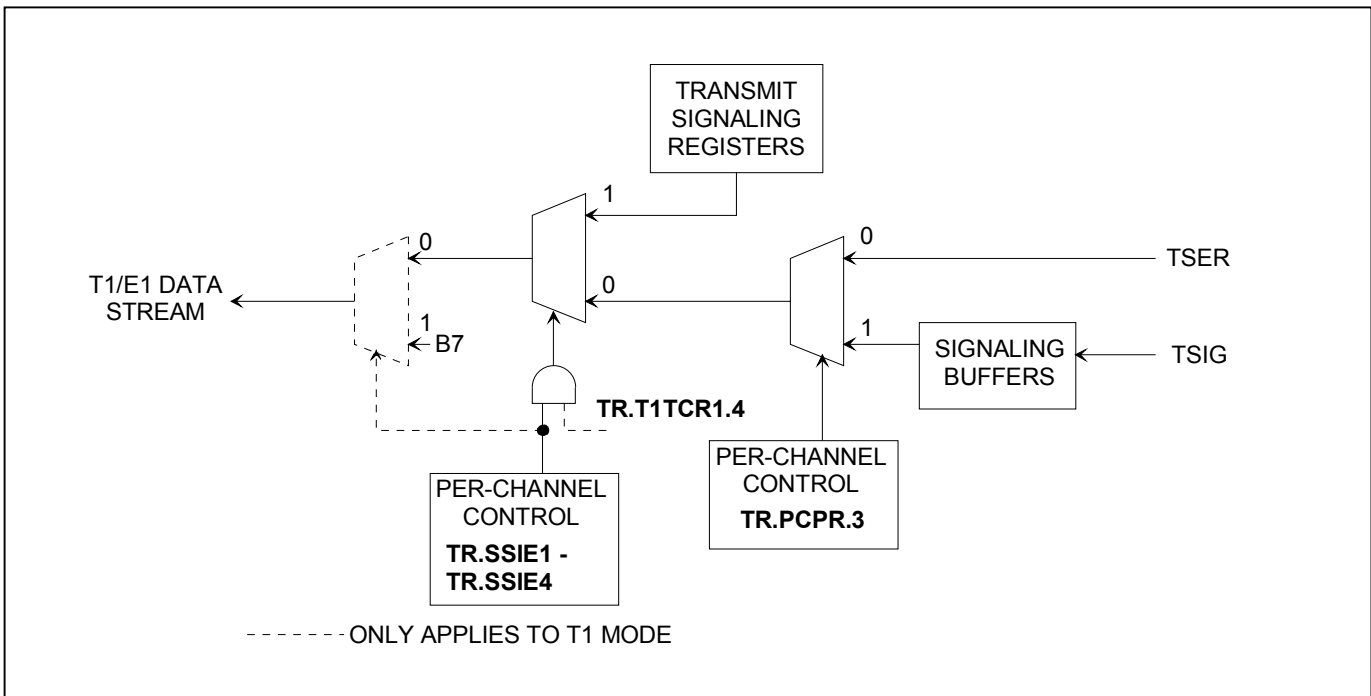 TRANSMIT
SIGNALING
REGISTERS
1
0
0
TSER
T1/E1 DATA
STREAM
0
1
B7
1
SIGNALING
BUFFERS
TSIG
TR.T1TCR1.4
PER-CHANNEL
CONTROL
TR.SSIE1 -
TR.SSIE4
PER-CHANNEL
CONTROL
TR.PCPR.3
ONLY APPLIES TO T1 MODE